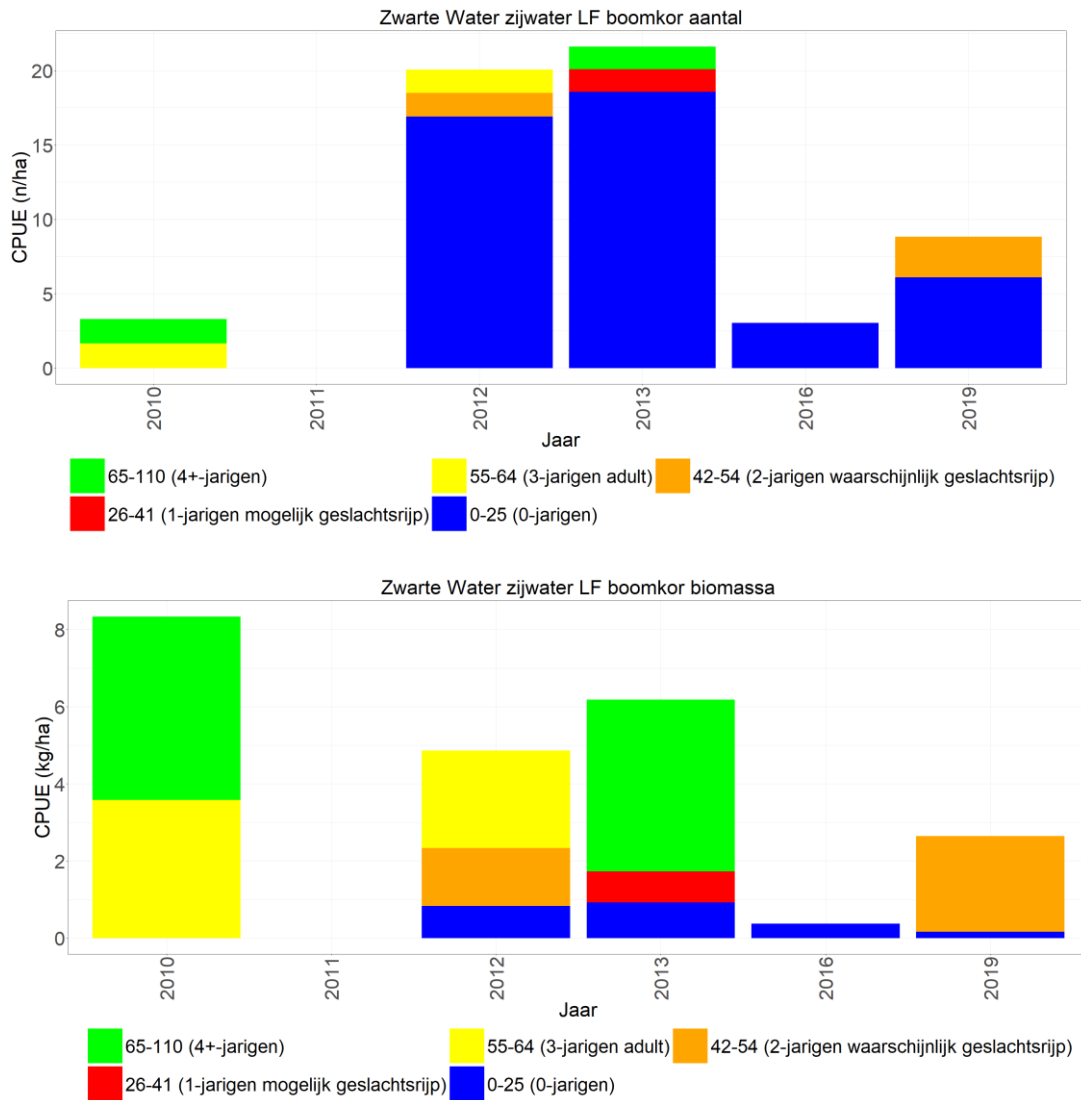 Zwarte Water zijwater LF boomkor aantal
CPUE (n/ha)
20
15
10
5
0
2010 2011 2012 2013 2016 2019
Jaar
65-110 (4+-jarigen) 55-64 (3-jarigen adult) 42-54 (2-jarigen waarschijnlijk geslachtsrijp)
26-41 (1-jarigen mogelijk geslachtsrijp) 0-25 (0-jarigen)
Zwarte Water zijwater LF boomkor biomassa
CPUE (kg/ha)
8
6
4
2
0
2010 2011 2012 2013 2016 2019
Jaar
65-110 (4+-jarigen) 55-64 (3-jarigen adult) 42-54 (2-jarigen waarschijnlijk geslachtsrijp)
26-41 (1-jarigen mogelijk geslachtsrijp) 0-25 (0-jarigen)